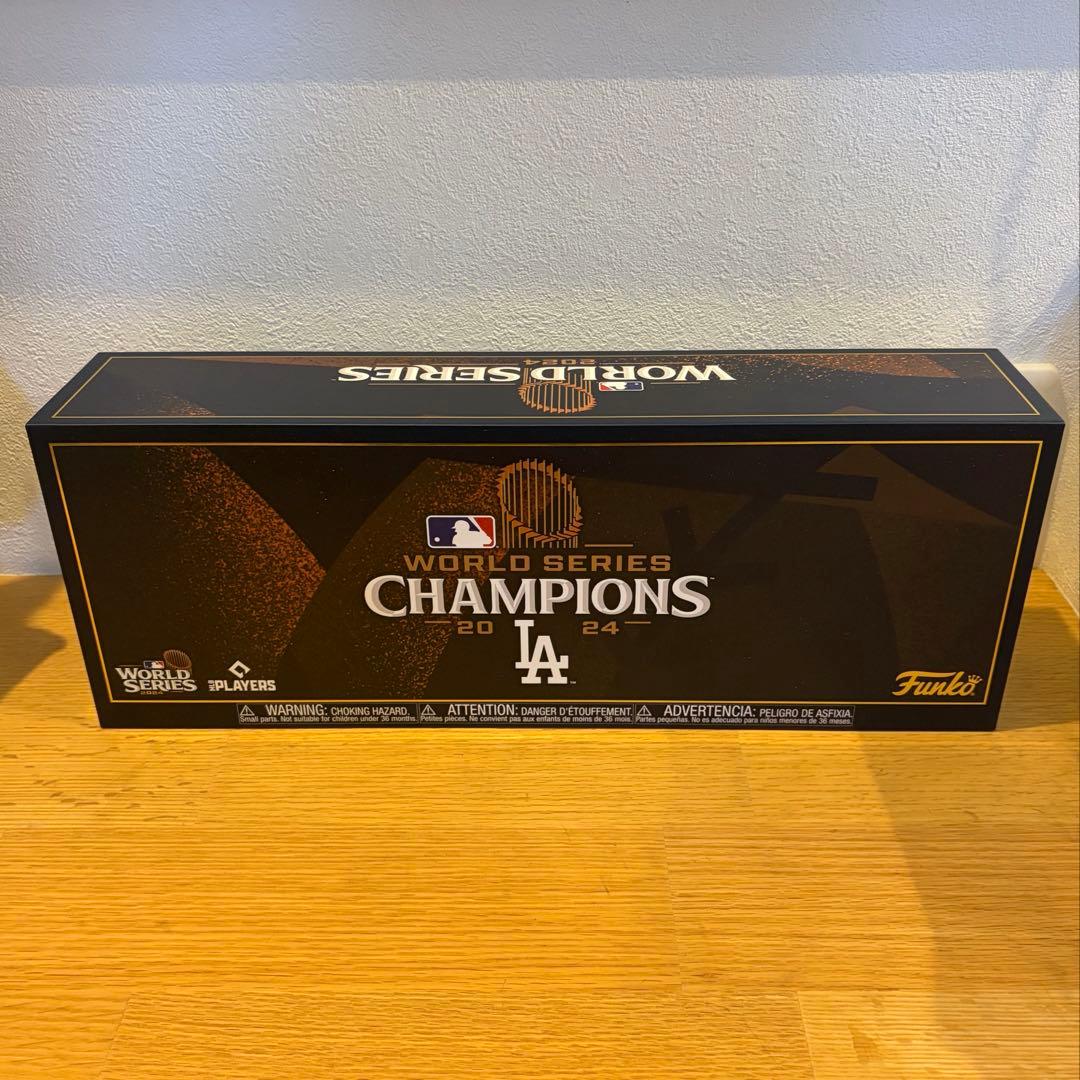 2024
WORLD SERIES
WORLD SERIES
CHAMPIONS™
20 24
LA
WORLD
SERIES
2024
MLB PLAYERS
Funko
WARNING: CHOKING HAZARD.
Small parts. Not suitable for children under 36 months.
ATTENTION: DANGER D'ÉTOUFFEMENT.
Petites pièces. Ne convient pas aux enfants de moins de 36 mois.
ADVERTENCIA: PELIGRO DE ASFIXIA.
Partes pequeñas. No es adecuado para niños menores de 36 meses.